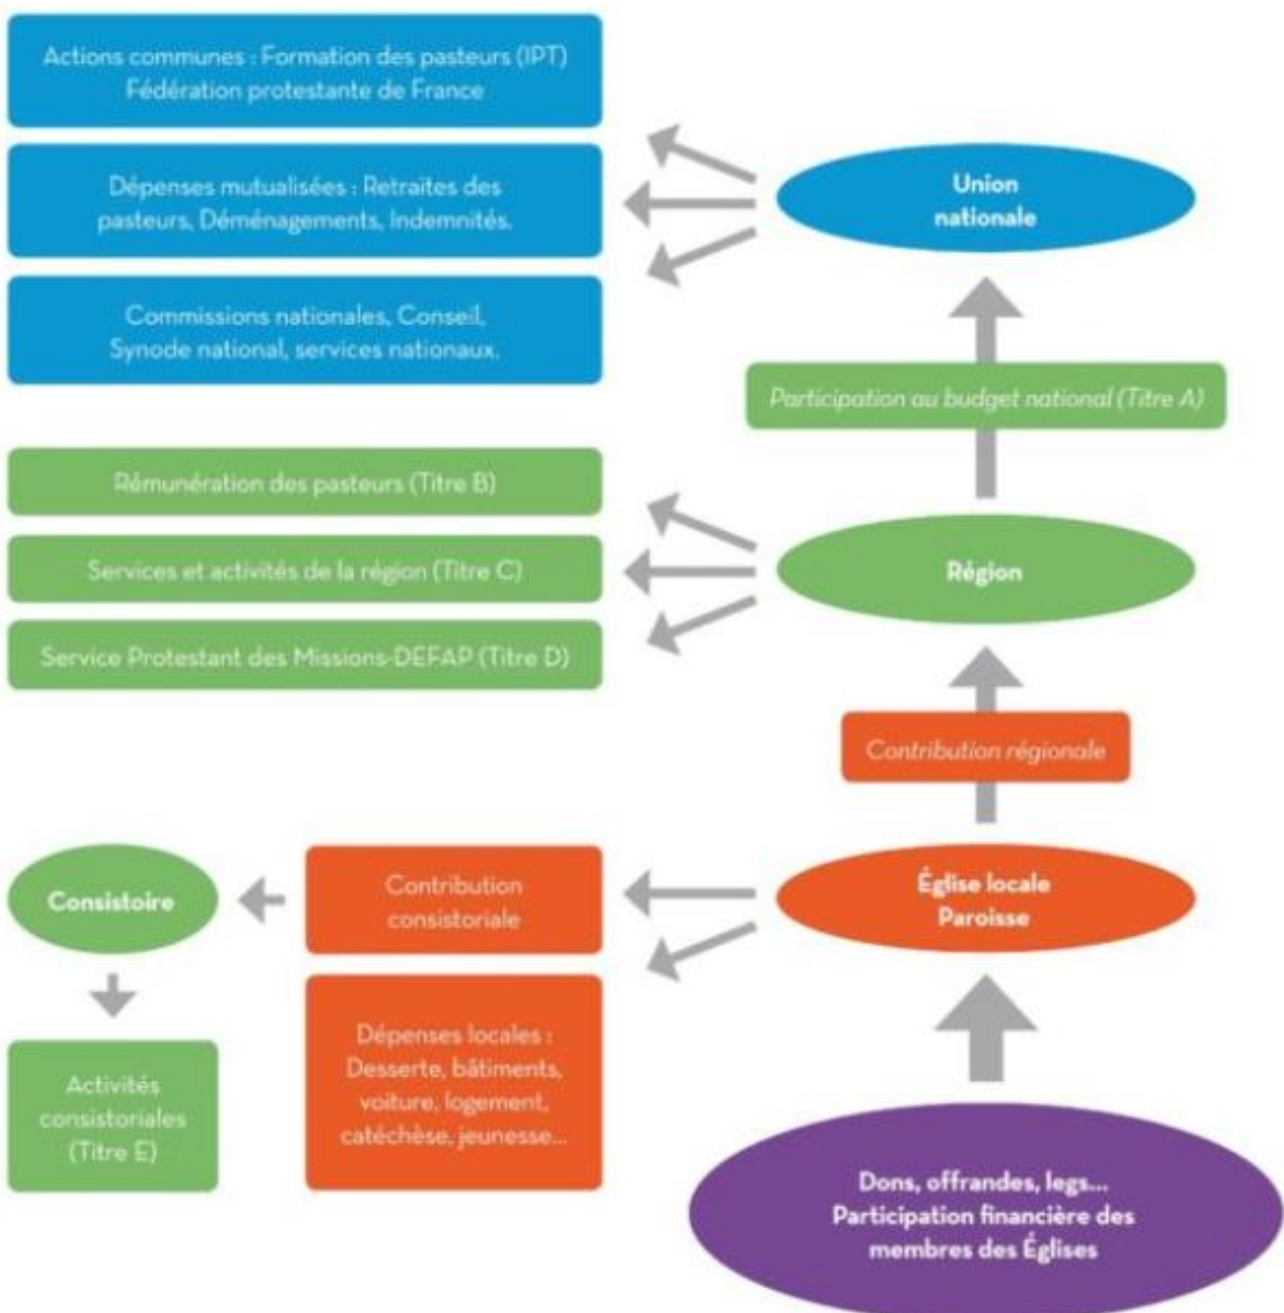 Actions communes : Formation des pasteurs (IPT)
Fédération protestante de France
Dépenses mutualisées : Retraites des
pasteurs, Déménagements, Indemnités.
Commissions nationales, Conseil,
Synode national, services nationaux.
Union
nationale
Participation au budget national (Titre A)
Rémunération des pasteurs (Titre B)
Services et activités de la région (Titre C)
Service Protestant des Missions-DEFAP (Titre D)
Région
Contribution régionale
Église locale
Paroisse
Contribution
consistoriale
Consistoire
Dépenses locales :
Desserte, bâtiments,
voiture, logement,
catéchèse, jeunesse...
Activités
consistoriales
(Titre E)
Dons, offrandes, legs...
Participation financière des
membres des Églises